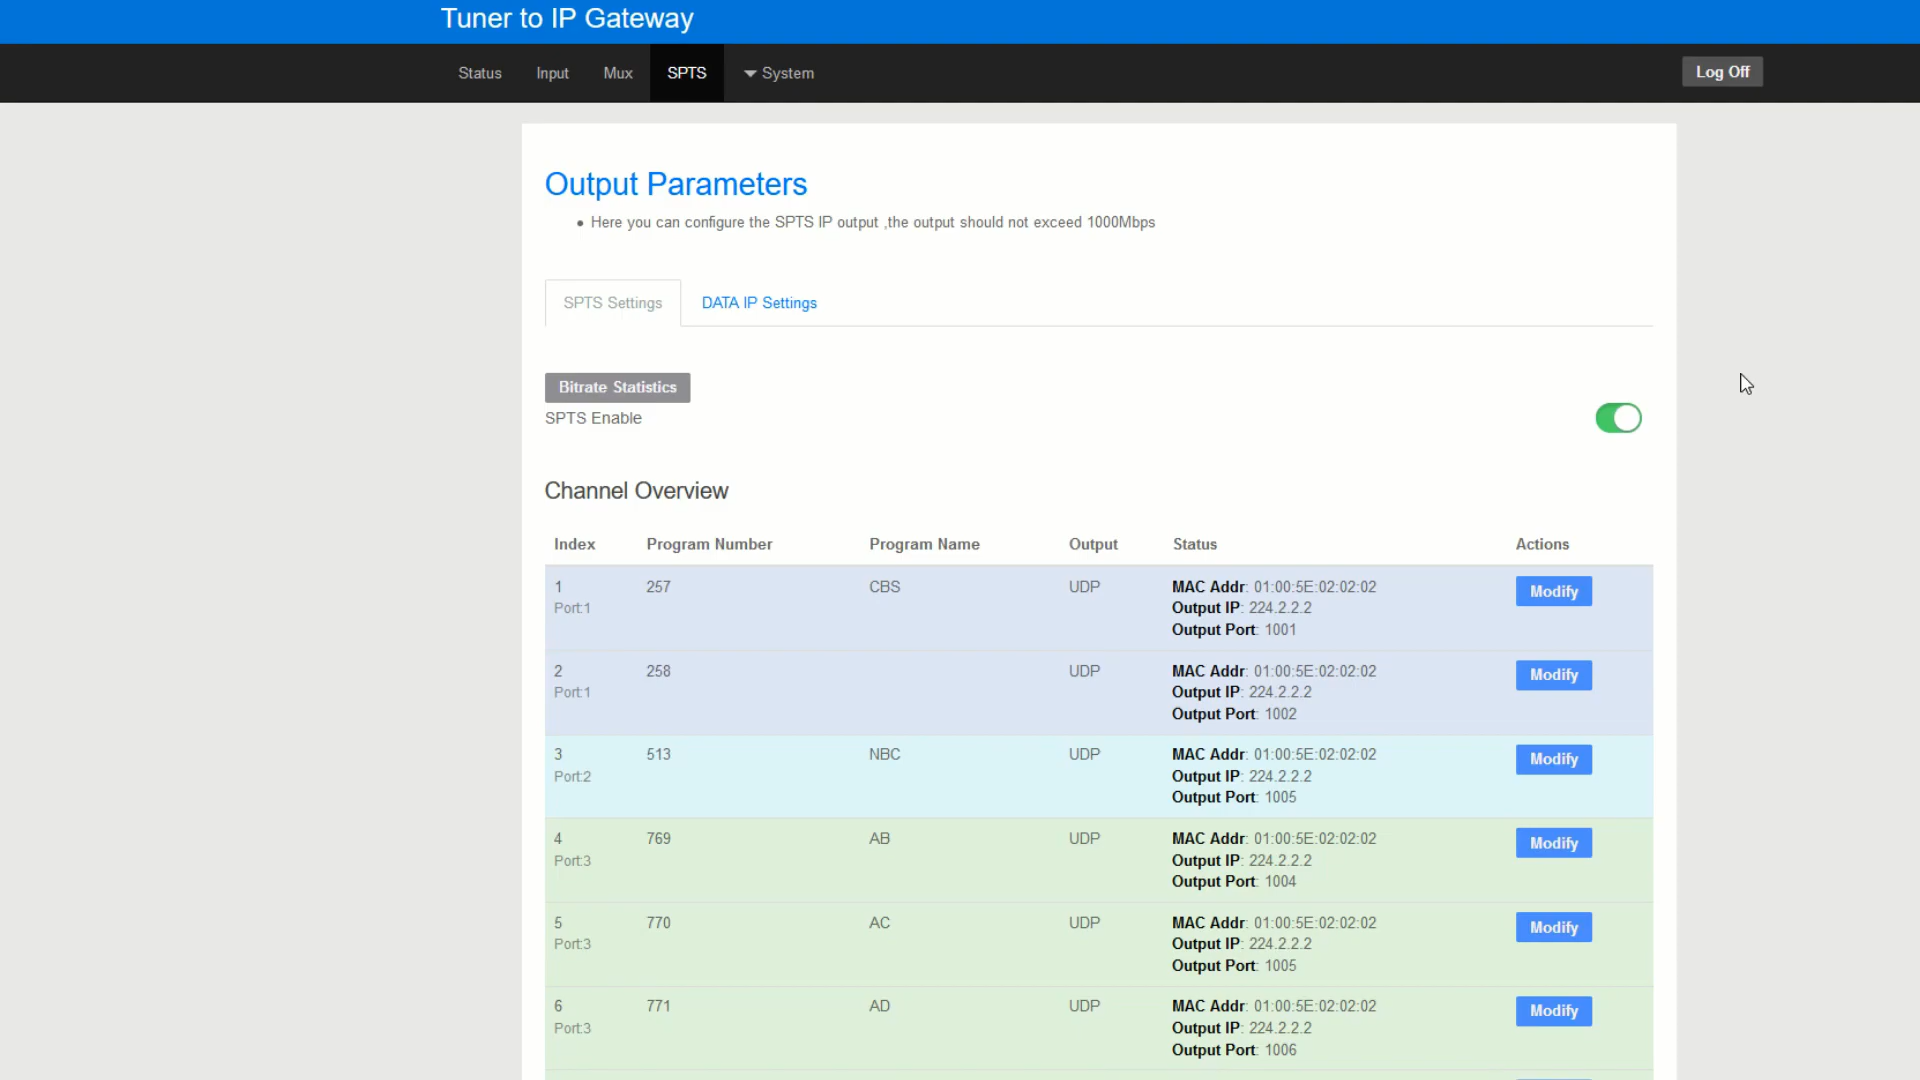 Tuner to IP Gateway
Status Input Mux SPTS System Log Off
Output Parameters
Here you can configure the SPTS IP output ,the output should not exceed 1000Mbps
SPTS Settings DATA IP Settings
Bitrate Statistics
SPTS Enable
Channel Overview
Index Program Number Program Name Output Status Actions
1 257 CBS UDP MAC Addr: 01:00:5E:02:02:02 Modify
Port:1 Output IP: 224.2.2.2
Output Port: 1001
2 258 UDP MAC Addr: 01:00:5E:02:02:02 Modify
Port:1 Output IP: 224.2.2.2
Output Port: 1002
3 513 NBC UDP MAC Addr: 01:00:5E:02:02:02 Modify
Port:2 Output IP: 224.2.2.2
Output Port: 1005
4 769 AB UDP MAC Addr: 01:00:5E:02:02:02 Modify
Port:3 Output IP: 224.2.2.2
Output Port: 1004
5 770 AC UDP MAC Addr: 01:00:5E:02:02:02 Modify
Port:3 Output IP: 224.2.2.2
Output Port: 1005
6 771 AD UDP MAC Addr: 01:00:5E:02:02:02 Modify
Port:3 Output IP: 224.2.2.2
Output Port: 1006